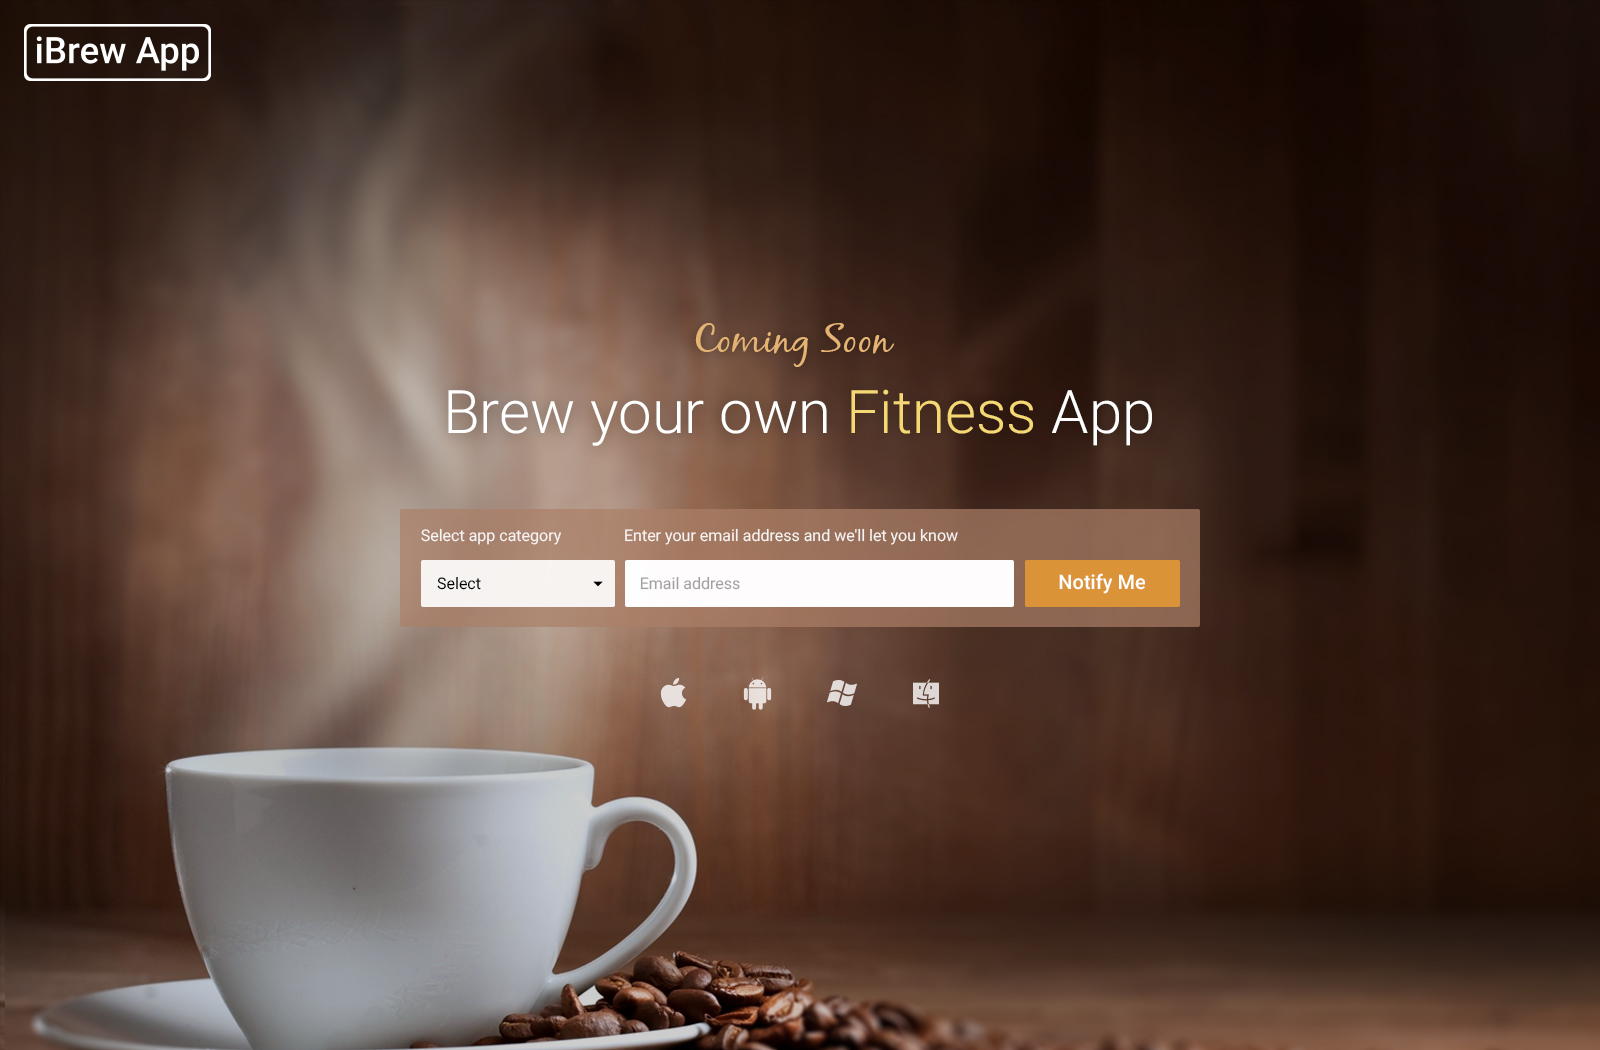 iBrew App
Coming Soon
Brew your own Fitness App
Select app category
Enter your email address and we'll let you know
Select
Email address
Notify Me